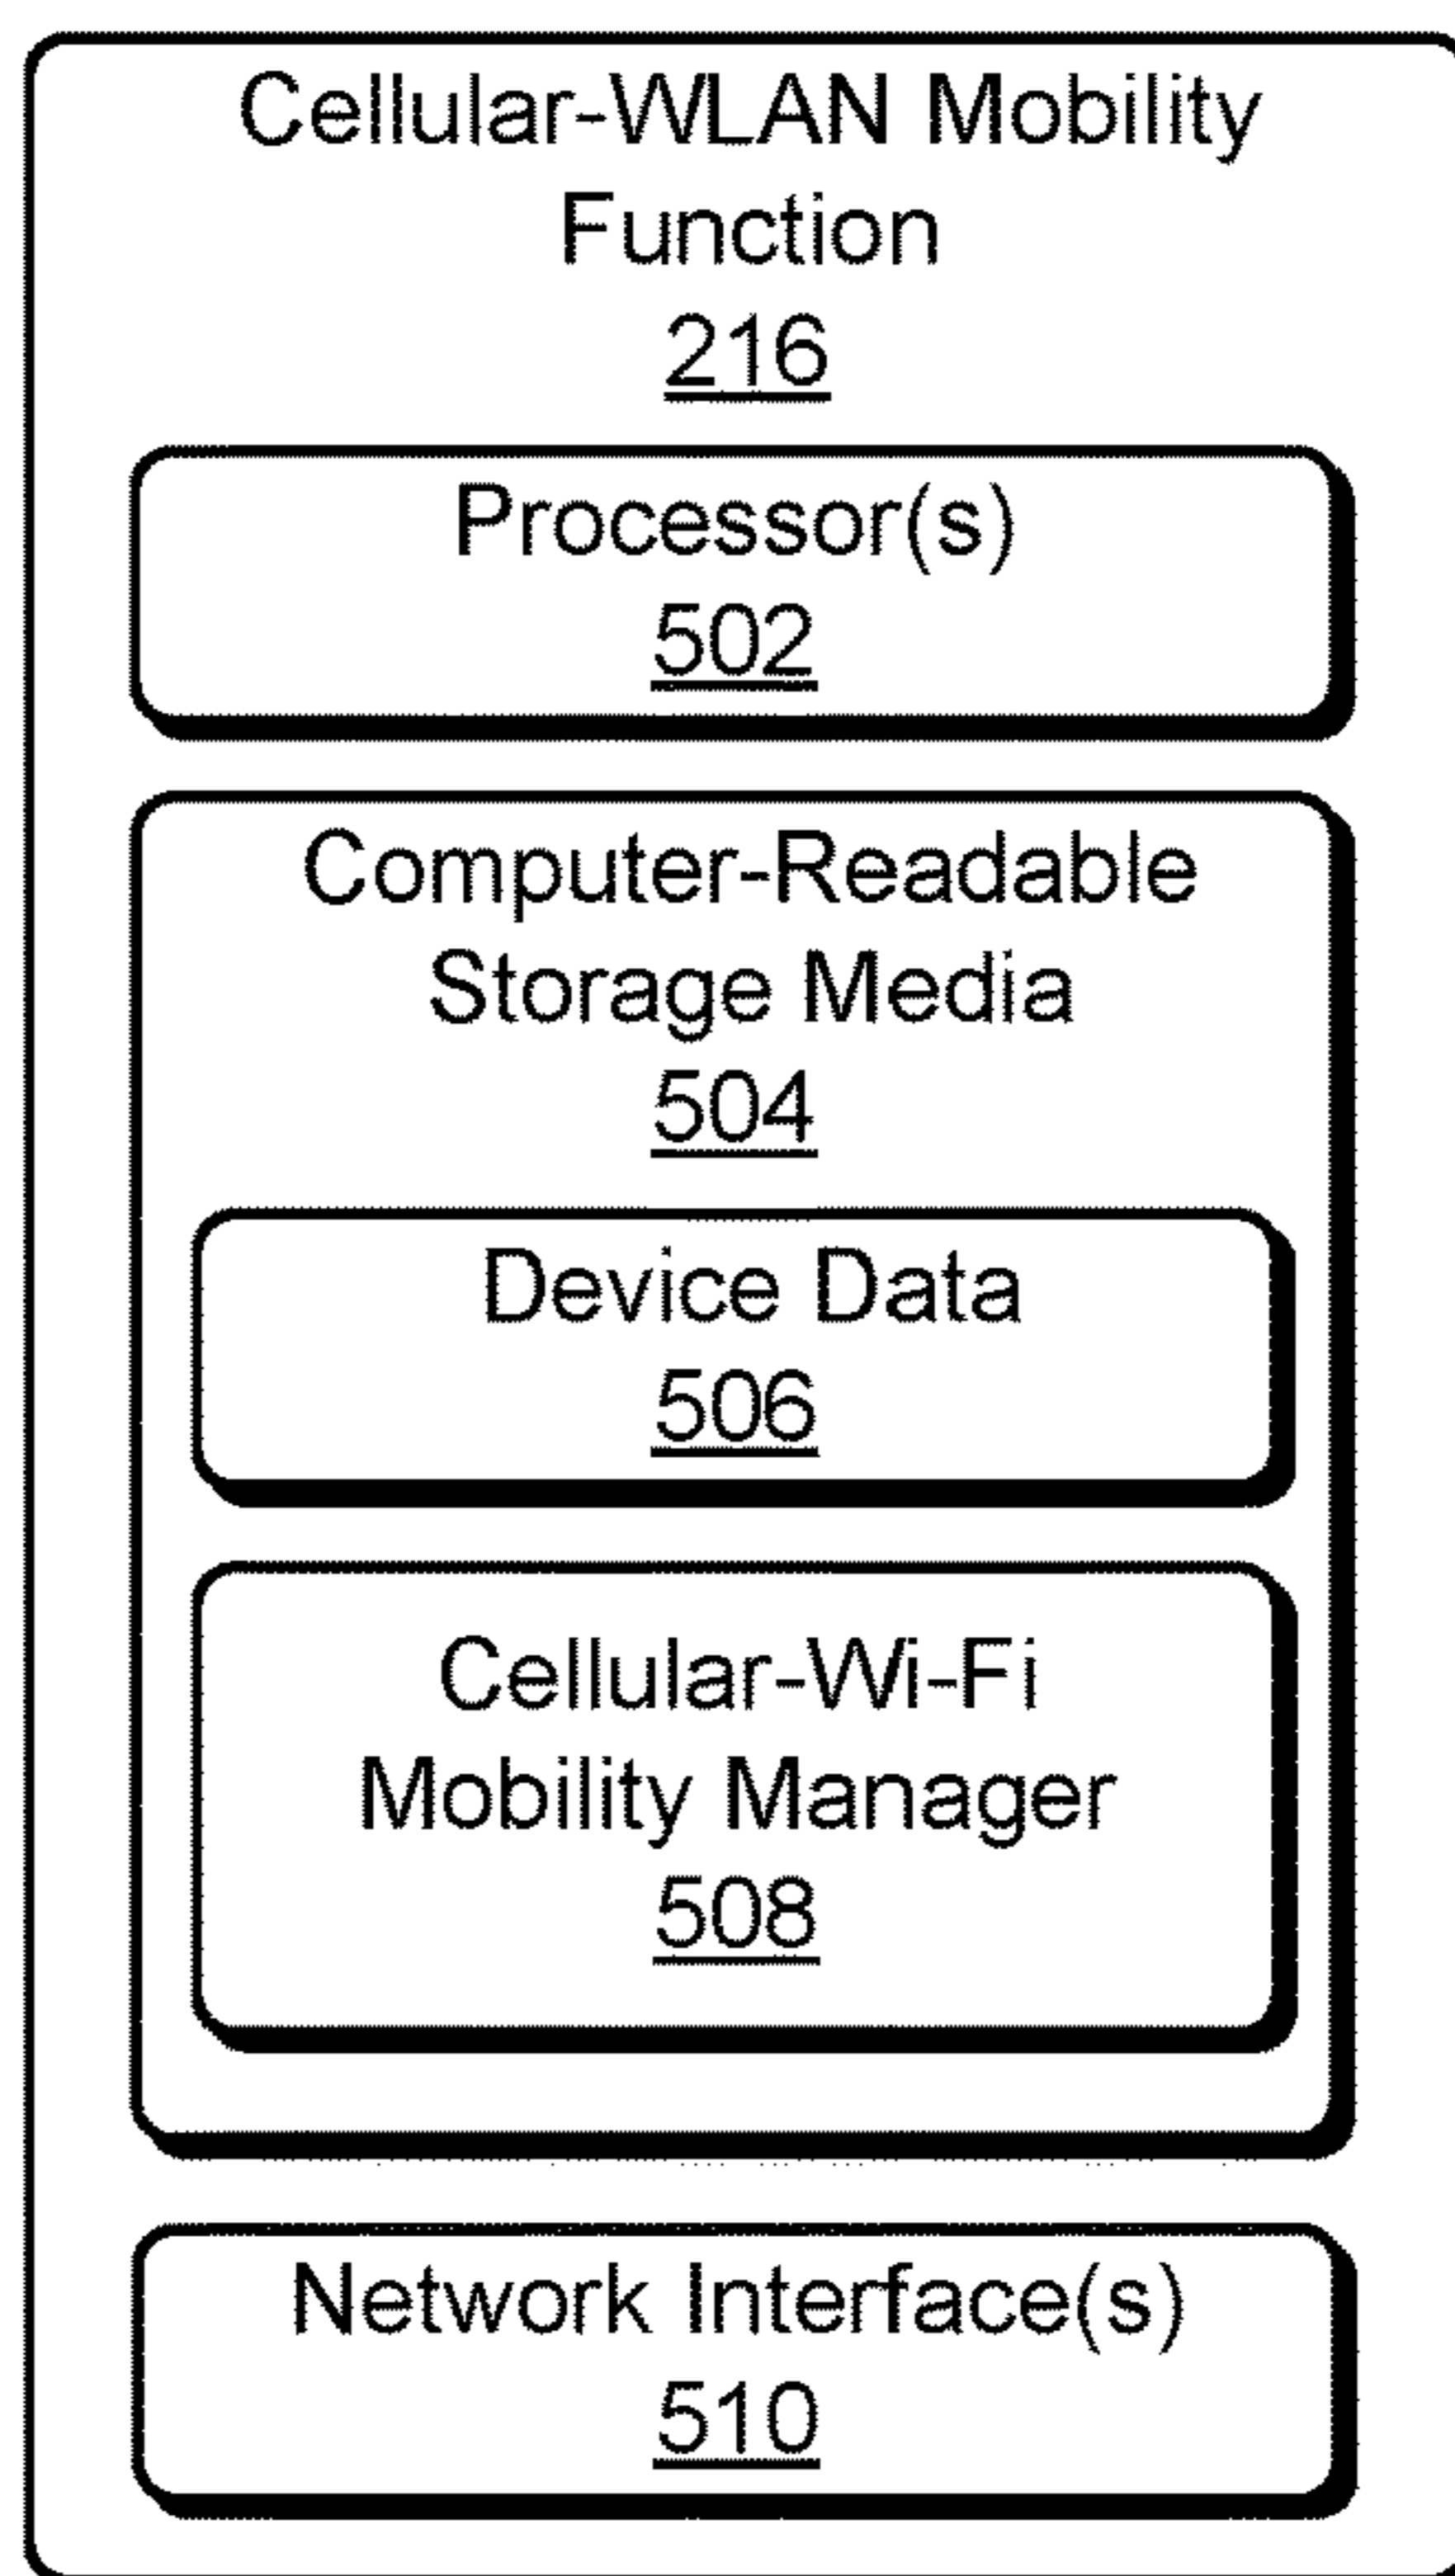 Cellular-WLAN Mobility
Function
216
Processor(s)
502
Computer-Readable
Storage Media
504
Device Data
506
Cellular-Wi-Fi
Mobility Manager
508
Network Interface(s)
510